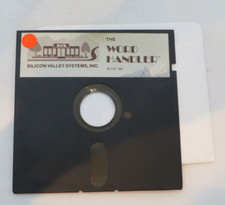 THE
WORD
HANDLER
SILICON VALLEY SYSTEMS, INC.